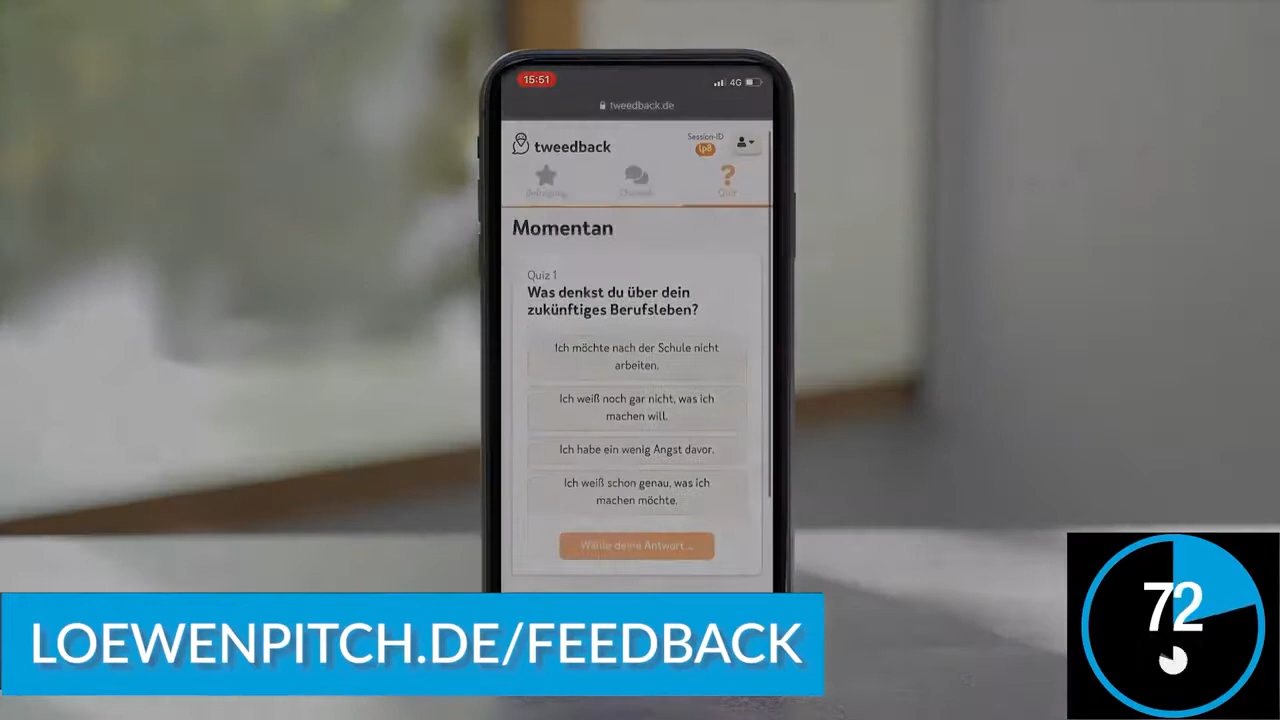 15:51
4G
tweedback.de
tweedback
Session-ID
Befragung
Quiz
Momentan
Quiz 1
Was denkst du über dein
zukünftiges Berufsleben?
Ich möchte nach der Schule nicht
arbeiten.
Ich weiß noch gar nicht, was ich
machen will.
Ich habe ein wenig Angst davor.
Ich weiß schon genau, was ich
machen möchte.
Wähle deine Antwort ...
LOEWENPITCH.DE/FEEDBACK
72